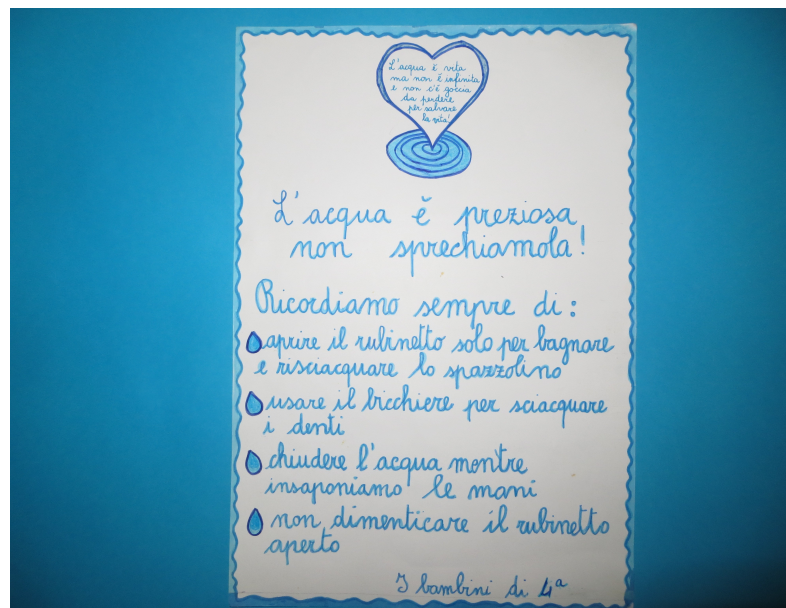 L'acqua è vita
ma non è infinita
e non c'è goccia
da perdere
per salvare
la vita!
L'acqua è preziosa
non sprechiamola!
Ricordiamo sempre di:
aprire il rubinetto solo per bagnare
e risciacquare lo spazzolino
usare il bicchiere per sciacquare
i denti
chiudere l'acqua mentre
insaponiamo le mani
non dimenticare il rubinetto
aperto
I bambini di 4ª